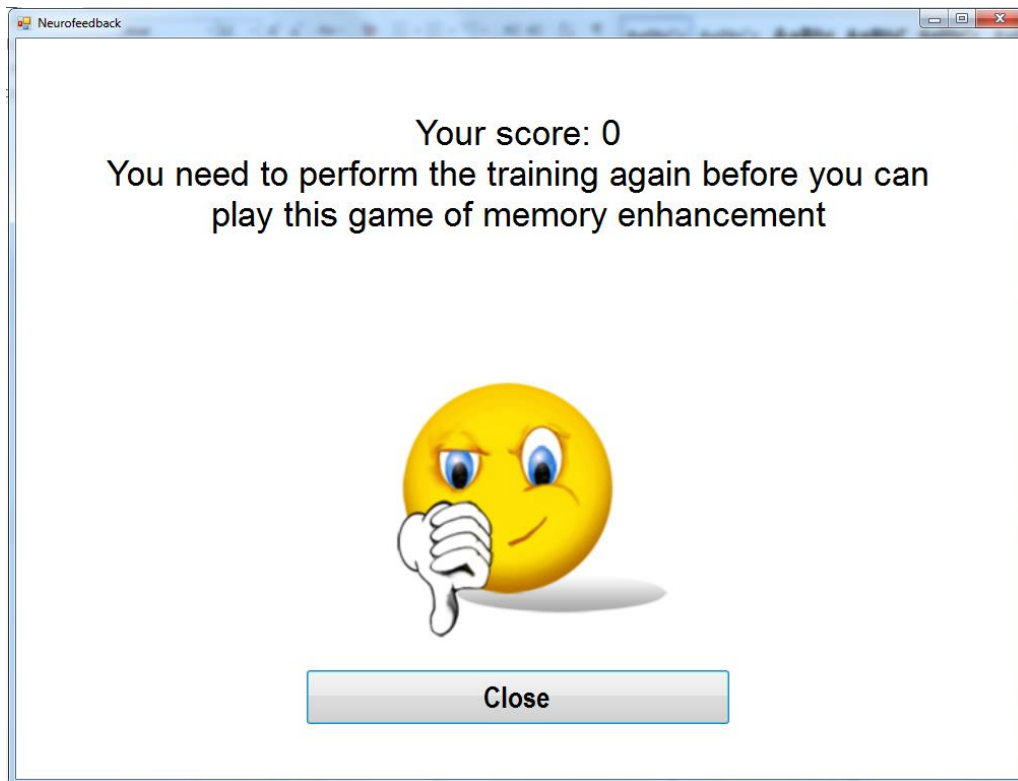 Neurofeedback
Your score: 0
You need to perform the training again before you can
play this game of memory enhancement
Close